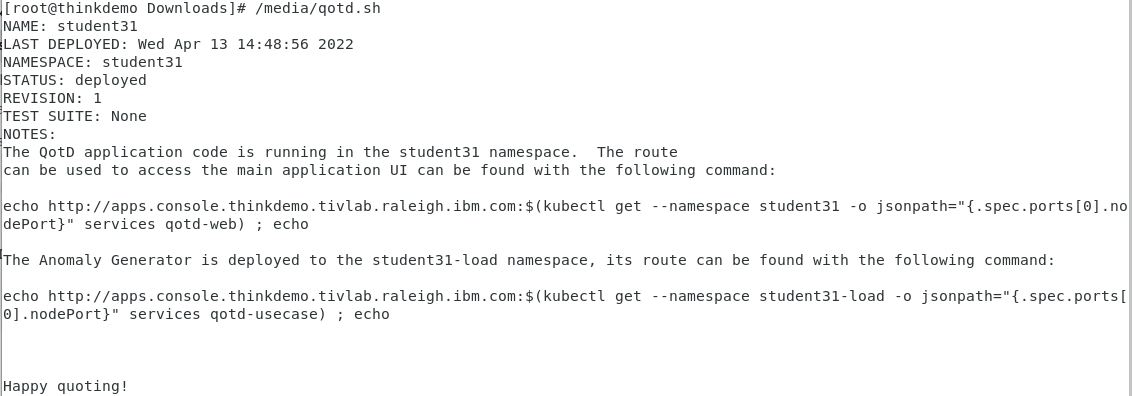 [root@thinkdemo Downloads]# /media/qotd.sh
NAME: student31
LAST DEPLOYED: Wed Apr 13 14:48:56 2022
NAMESPACE: student31
STATUS: deployed
REVISION: 1
TEST SUITE: None
NOTES:
The QotD application code is running in the student31 namespace.  The route
can be used to access the main application UI can be found with the following command:
echo http://apps.console.thinkdemo.tivlab.raleigh.ibm.com:$(kubectl get --namespace student31 -o jsonpath="{.spec.ports[0].no
dePort}" services qotd-web) ; echo
The Anomaly Generator is deployed to the student31-load namespace, its route can be found with the following command:
echo http://apps.console.thinkdemo.tivlab.raleigh.ibm.com:$(kubectl get --namespace student31-load -o jsonpath="{.spec.ports[
0].nodePort}" services qotd-usecase) ; echo
Happy quoting!